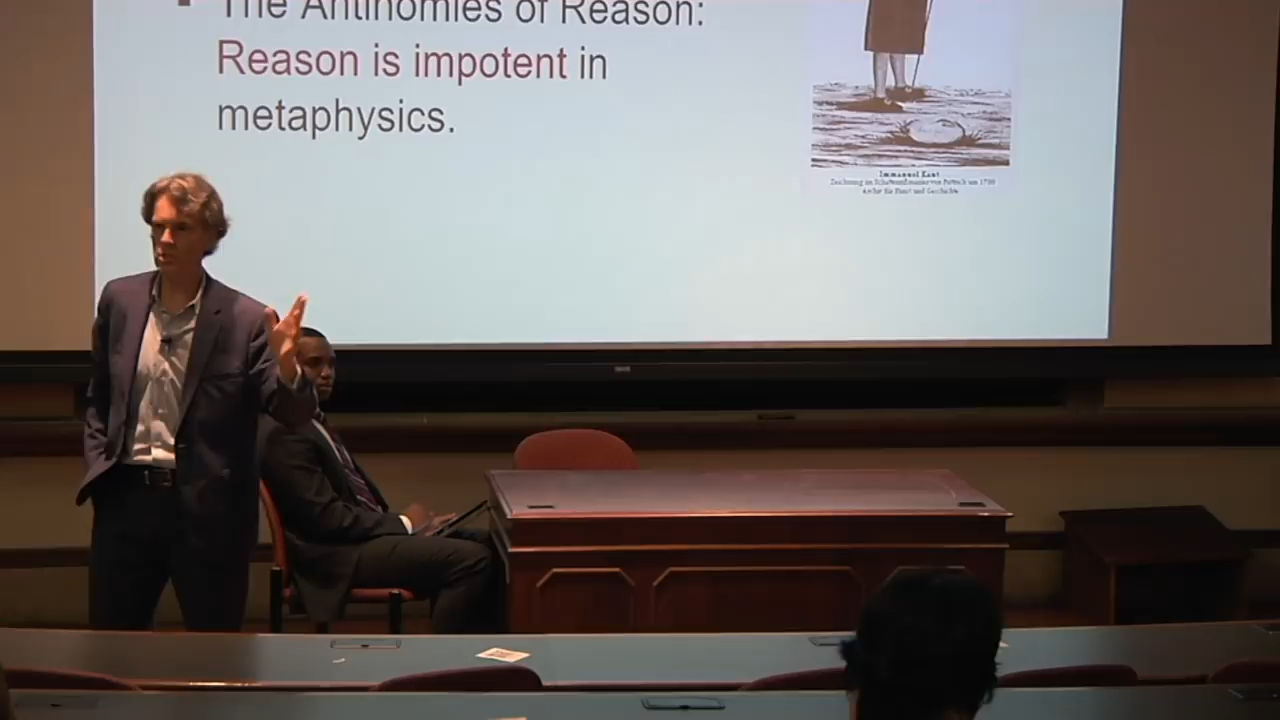 The Antinomies of Reason:
Reason is impotent in
metaphysics.
Immanuel Kant